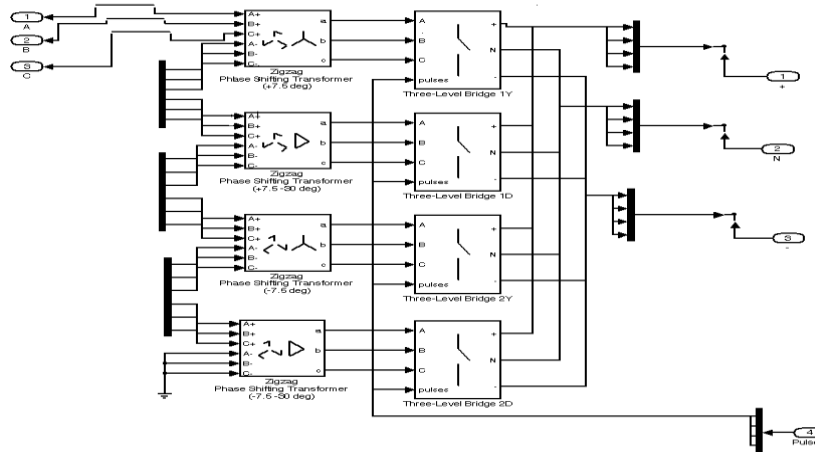 1
A
2
B
3
C
A+
B+
C+
A-
B-
C-
a
b
c
Zigzag
Phase Shifting Transformer
(+7.5 deg)
A
B
C
pulses
+
N
-
Three-Level Bridge 1Y
1
+
A+
B+
C+
A-
B-
C-
a
b
c
Zigzag
Phase Shifting Transformer
(+7.5 -30 deg)
A
B
C
pulses
+
N
-
Three-Level Bridge 1D
2
N
A+
B+
C+
A-
B-
C-
a
b
c
Zigzag
Phase Shifting Transformer
(-7.5 deg)
A
B
C
pulses
+
N
-
Three-Level Bridge 2Y
3
-
A+
B+
C+
A-
B-
C-
a
b
c
Zigzag
Phase Shifting Transformer
(-7.5 -30 deg)
A
B
C
pulses
+
N
-
Three-Level Bridge 2D
4
Pulse